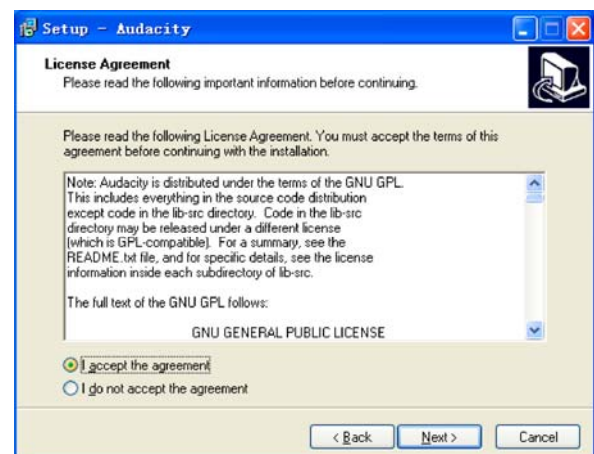 Setup - Audacity
License Agreement
Please read the following important information before continuing.
Please read the following License Agreement. You must accept the terms of this
agreement before continuing with the installation.
Note: Audacity is distributed under the terms of the GNU GPL.
This includes everything in the source code distribution
except code in the lib-src directory. Code in the lib-src
directory may be released under a different license
(which is GPL-compatible). For a summary, see the
README.txt file, and for specific details, see the license
information inside each subdirectory of lib-src.
The full text of the GNU GPL follows:
GNU GENERAL PUBLIC LICENSE
I accept the agreement
I do not accept the agreement
< Back Next > Cancel